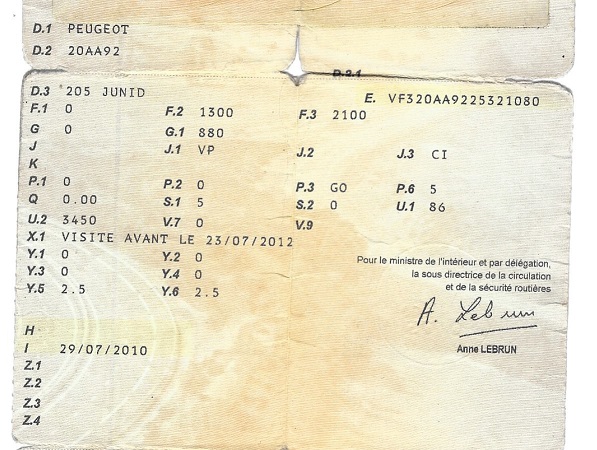 D.1 PEUGEOT
D.2 20AA92
D.2.1
D.3 205 JUNID E. VF320AA9225321080
F.1 0 F.2 1300 F.3 2100
G 0 G.1 880
J J.1 VP J.2 J.3 CI
K
P.1 0 P.2 0 P.3 GO P.6 5
Q 0.00 S.1 5 S.2 0 U.1 86
U.2 3450 V.7 0 V.9
X.1 VISITE AVANT LE 23/07/2012
Y.1 0 Y.2 0
Y.3 0 Y.4 0
Y.5 2.5 Y.6 2.5
Pour le ministre de l'intérieur et par délégation,
la sous directrice de la circulation
et de la sécurité routières
A. Lebrun
Anne LEBRUN
H
I 29/07/2010
Z.1
Z.2
Z.3
Z.4